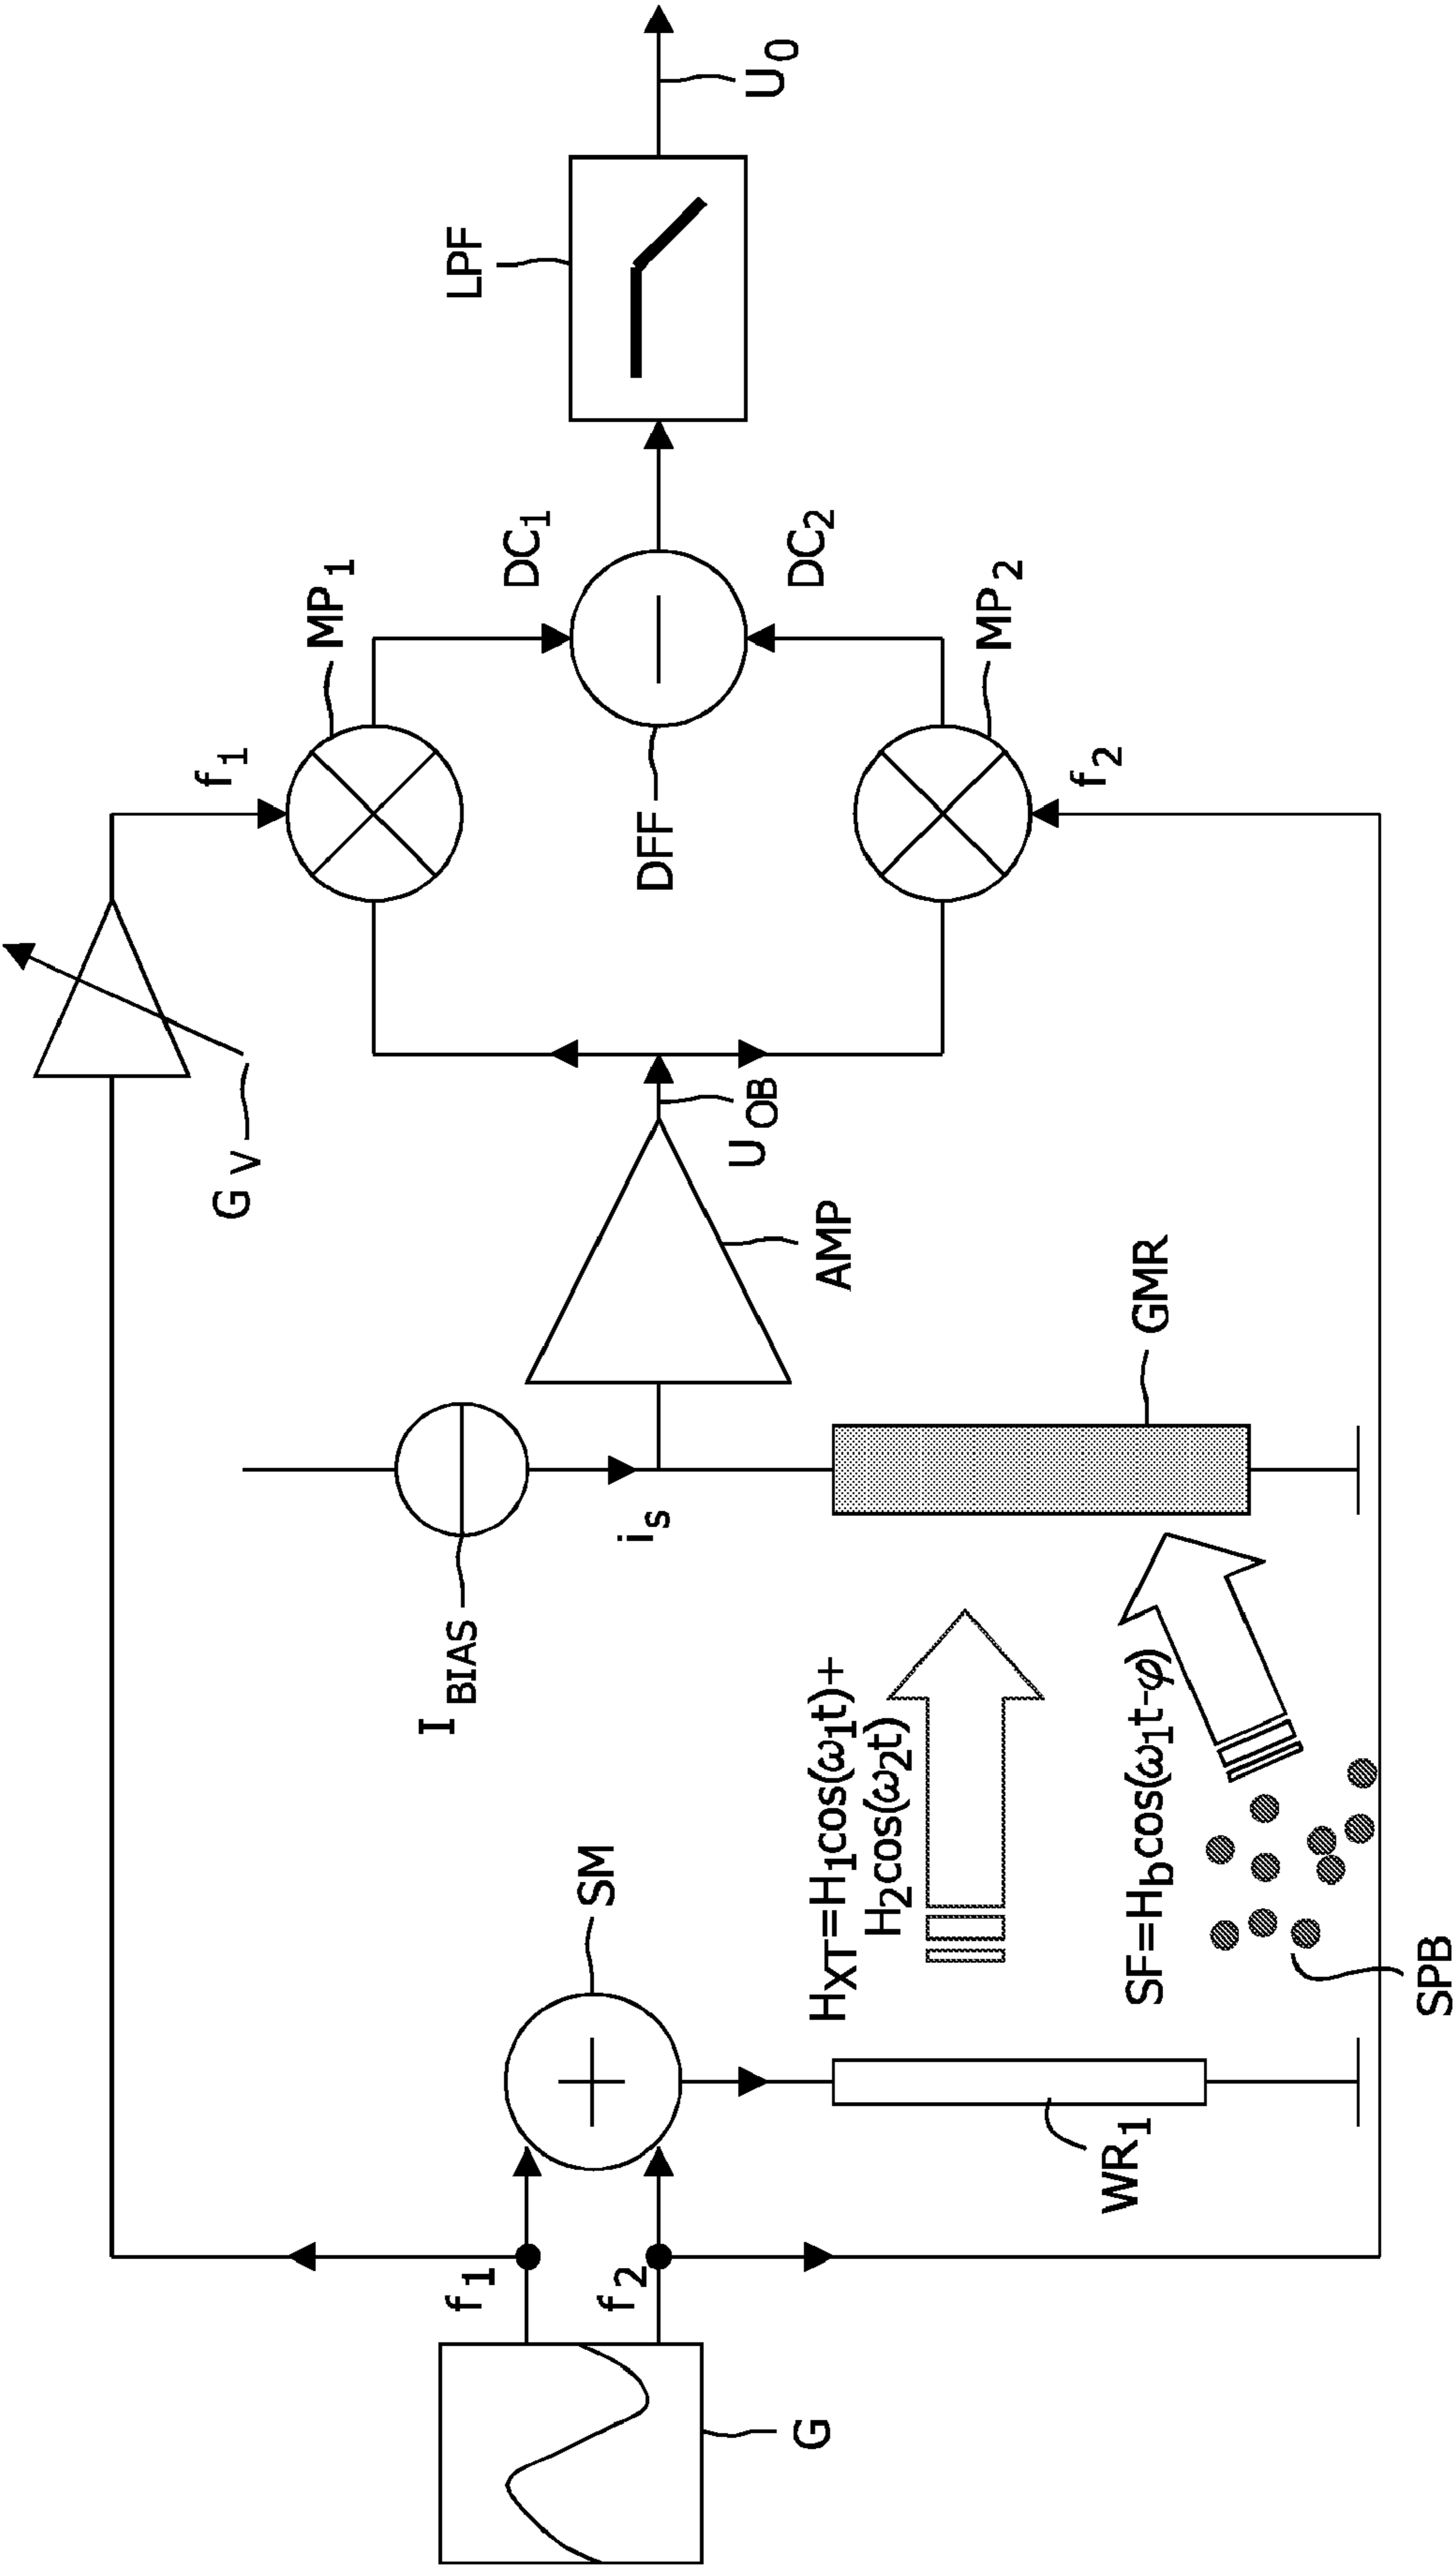 G
f1
f2
SM
WR1
HXT=H1cos(ω1t)+
H2cos(ω2t)
SF=Hbcos(ω1t-φ)
SPB
IBIAS
is
GMR
AMP
UOB
GV
f1
MP1
f2
MP2
DFF
DC1
DC2
LPF
U0